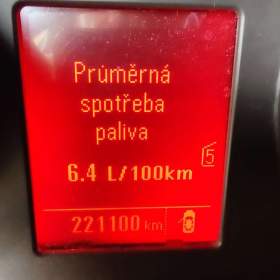 Průměrná
spotřeba
paliva
6.4 L/100km
5
221100 km